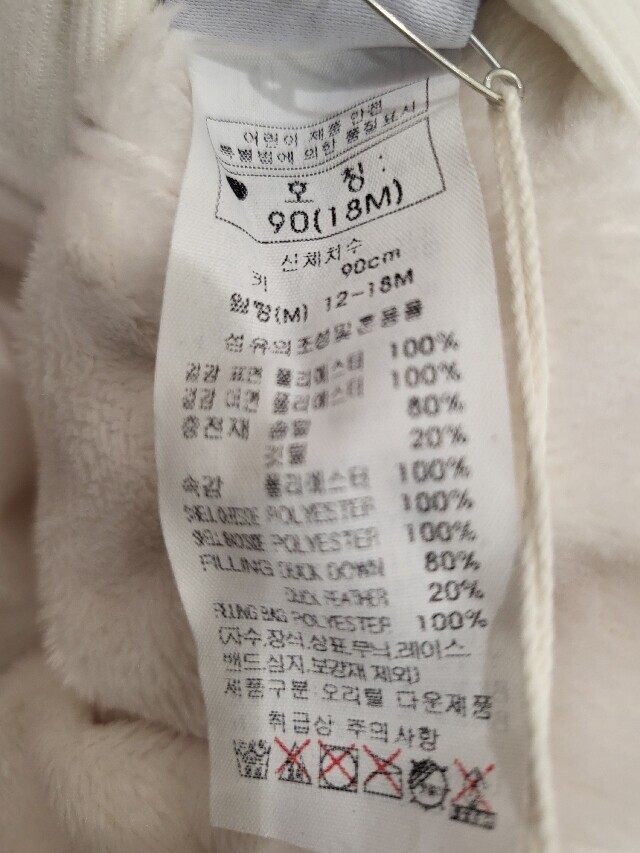 어린이 제품 안전
특별법에 의한 품질표시
호 칭 :
90(18M)
신체치수
키 90cm
월령(M) 12-18M
섬유의조성및혼용율
겉감 표면 폴리에스터 100%
겉감 이면 폴리에스터 100%
충전재 솜털 80%
깃털 20%
속감 폴리에스터 100%
SHELL OUTSIDE POLYESTER 100%
SHELL INSIDE POLYESTER 100%
FILLING DUCK DOWN 80%
DUCK FEATHER 20%
FILLING BAG POLYESTER 100%
(자수,장식,상표,무늬,레이스,
밴드,심지,보강재 제외)
제품구분 오리털 다운제품
취급상 주의사항